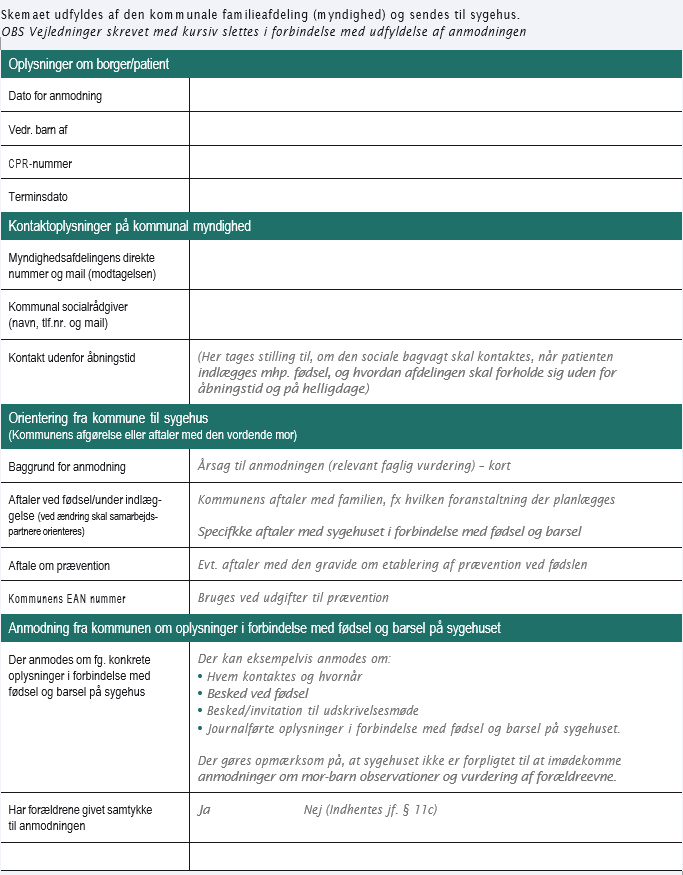 Skemaet udfyldes af den kommunale familieafdeling (myndighed) og sendes til sygehus.
OBS Vejledninger skrevet med kursiv slettes i forbindelse med udfyldelse af anmodningen
Oplysninger om borger/patient
Dato for anmodning
Vedr. barn af
CPR-nummer
Terminsdato
Kontaktoplysninger på kommunal myndighed
Myndighedsafdelingens direkte
nummer og mail (modtagelsen)
Kommunal socialrådgiver
(navn, tlf.nr. og mail)
Kontakt udenfor åbningstid
(Her tages stilling til, om den sociale bagvagt skal kontaktes, når patienten
indlægges mhp. fødsel, og hvordan afdelingen skal forholde sig uden for
åbningstid og på helligdage)
Orientering fra kommune til sygehus
(Kommunens afgørelse eller aftaler med den vordende mor)
Baggrund for anmodning
Årsag til anmodningen (relevant faglig vurdering) – kort
Aftaler ved fødsel/under indlæg-
gelse (ved ændring skal samarbejds-
partnere orienteres)
Kommunens aftaler med familien, fx hvilken foranstaltning der planlægges
Specifkke aftaler med sygehuset i forbindelse med fødsel og barsel
Aftale om prævention
Evt. aftaler med den gravide om etablering af prævention ved fødslen
Kommunens EAN nummer
Bruges ved udgifter til prævention
Anmodning fra kommunen om oplysninger i forbindelse med fødsel og barsel på sygehuset
Der anmodes om fg. konkrete
oplysninger i forbindelse med
fødsel og barsel på sygehus
Der kan eksempelvis anmodes om:
• Hvem kontaktes og hvornår
• Besked ved fødsel
• Besked/invitation til udskrivelsesmøde
• Journalførte oplysninger i forbindelse med fødsel og barsel på sygehuset.
Der gøres opmærksom på, at sygehuset ikke er forpligtet til at imødekomme
anmodninger om mor-barn observationer og vurdering af forældreevne.
Har forældrene givet samtykke
til anmodningen
Ja Nej (Indhentes jf. § 11c)